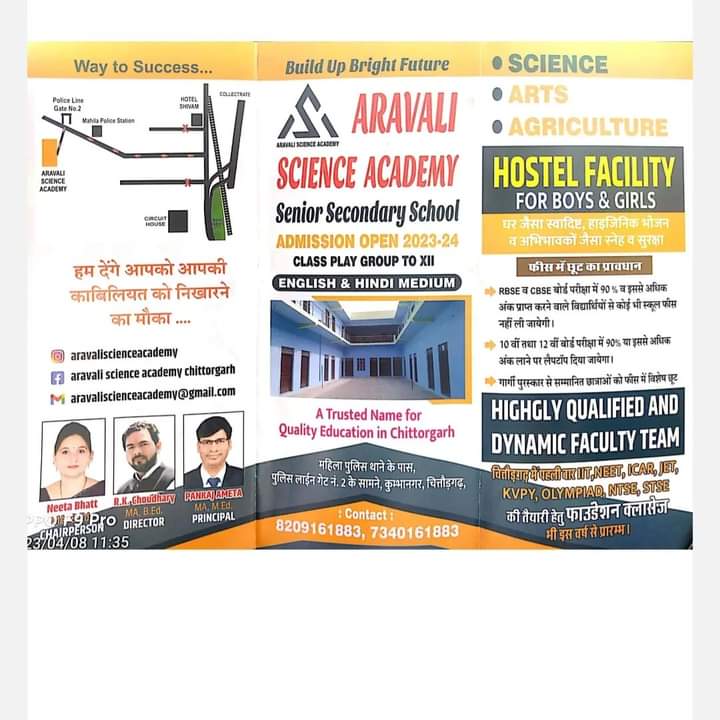 Way to Success...
Police Line
Gate No.2
Mahila Police Station
HOTEL
SHIVAM
COLLECTRATE
ARAVALI
SCIENCE
ACADEMY
CIRCUIT
HOUSE
हम देंगे आपको आपकी
काबिलियत को निखारने
का मौका ....
aravaliscienceacademy
aravali science academy chittorgarh
aravaliscienceacademy@gmail.com
Neeta Bhatt
CHAIRPERSON
R.K. Choudhary
MA, B.Ed.
DIRECTOR
PANKAJ AMETA
MA, M.Ed.
PRINCIPAL
F9 Pro
23/04/08 11:35
Build Up Bright Future
ARAVALI SCIENCE ACADEMY
ARAVALI
SCIENCE ACADEMY
Senior Secondary School
ADMISSION OPEN 2023-24
CLASS PLAY GROUP TO XII
ENGLISH & HINDI MEDIUM
A Trusted Name for
Quality Education in Chittorgarh
महिला पुलिस थाने के पास,
पुलिस लाईन गेट नं. 2 के सामने, कुम्भानगर, चित्तौड़गढ़,
: Contact :
8209161883, 7340161883
• SCIENCE
• ARTS
• AGRICULTURE
HOSTEL FACILITY
FOR BOYS & GIRLS
घर जैसा स्वादिष्ट, हाइजिनिक भोजन
व अभिभावकों जैसा स्नेह व सुरक्षा
फीस में छूट का प्रावधान
RBSE व CBSE बोर्ड परीक्षा में 90 % व इससे अधिक
अंक प्राप्त करने वाले विद्यार्थियों से कोई भी स्कूल फीस
नहीं ली जायेगी।
10 वीं तथा 12 वीं बोर्ड परीक्षा में 90% या इससे अधिक
अंक लाने पर लैपटॉप दिया जायेगा।
गार्गी पुरस्कार से सम्मानित छात्राओं को फीस में विशेष छूट
HIGHGLY QUALIFIED AND
DYNAMIC FACULTY TEAM
चित्तौड़गढ़ में पहली बार IIT, NEET, ICAR, JET,
KVPY, OLYMPIAD, NTSE, STSE
की तैयारी हेतु फाउंडेशन क्लासेज
भी इस वर्ष से प्रारम्भ।